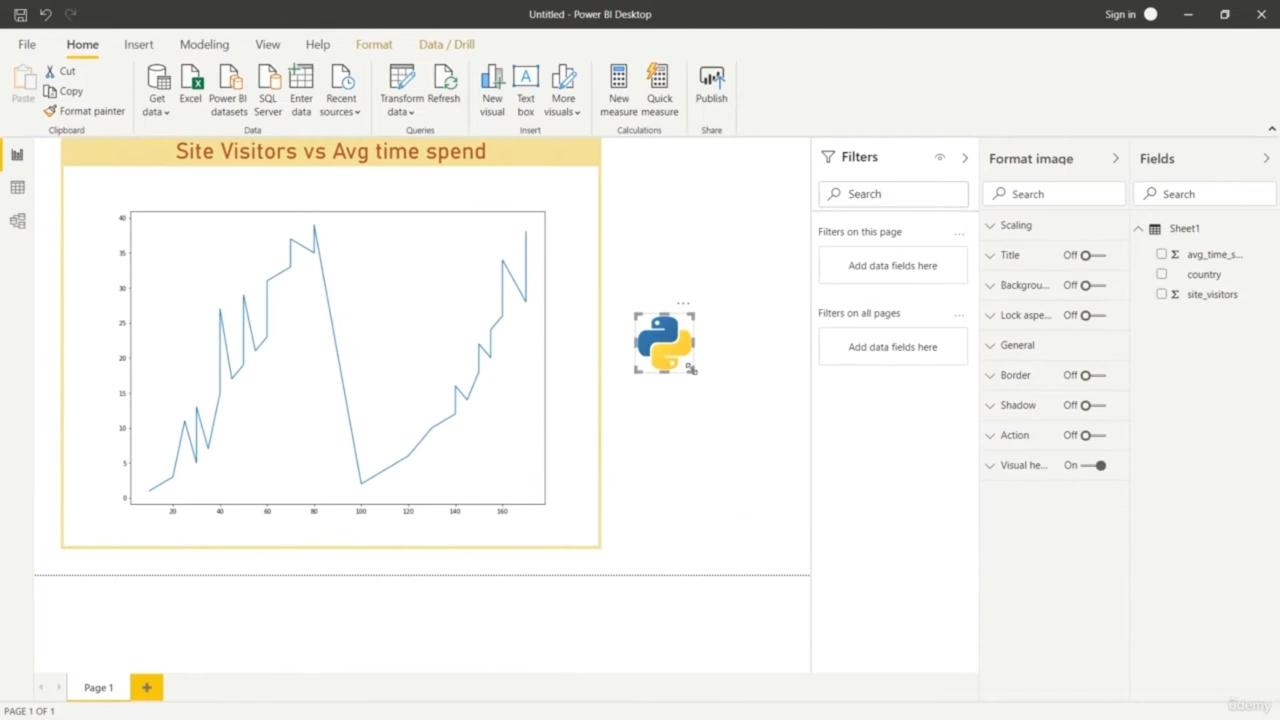 Untitled - Power BI Desktop
Sign in
File Home Insert Modeling View Help Format Data / Drill
Paste
Cut
Copy
Format painter
Clipboard
Get data
Excel
Power BI datasets
SQL Server
Enter data
Recent sources
Data
Transform data
Refresh
Queries
New visual
Text box
More visuals
Insert
New measure
Quick measure
Calculations
Publish
Share
Site Visitors vs Avg time spend
40
35
30
25
20
15
10
5
0
20 40 60 80 100 120 140 160
Filters
Search
Filters on this page
Add data fields here
Filters on all pages
Add data fields here
Format image
Search
Scaling
Title Off
Backgrou... Off
Lock aspe... Off
General
Border Off
Shadow Off
Action Off
Visual he... On
Fields
Search
Sheet1
Σ avg_time_s...
country
Σ site_visitors
Page 1
PAGE 1 OF 1
ûdemy